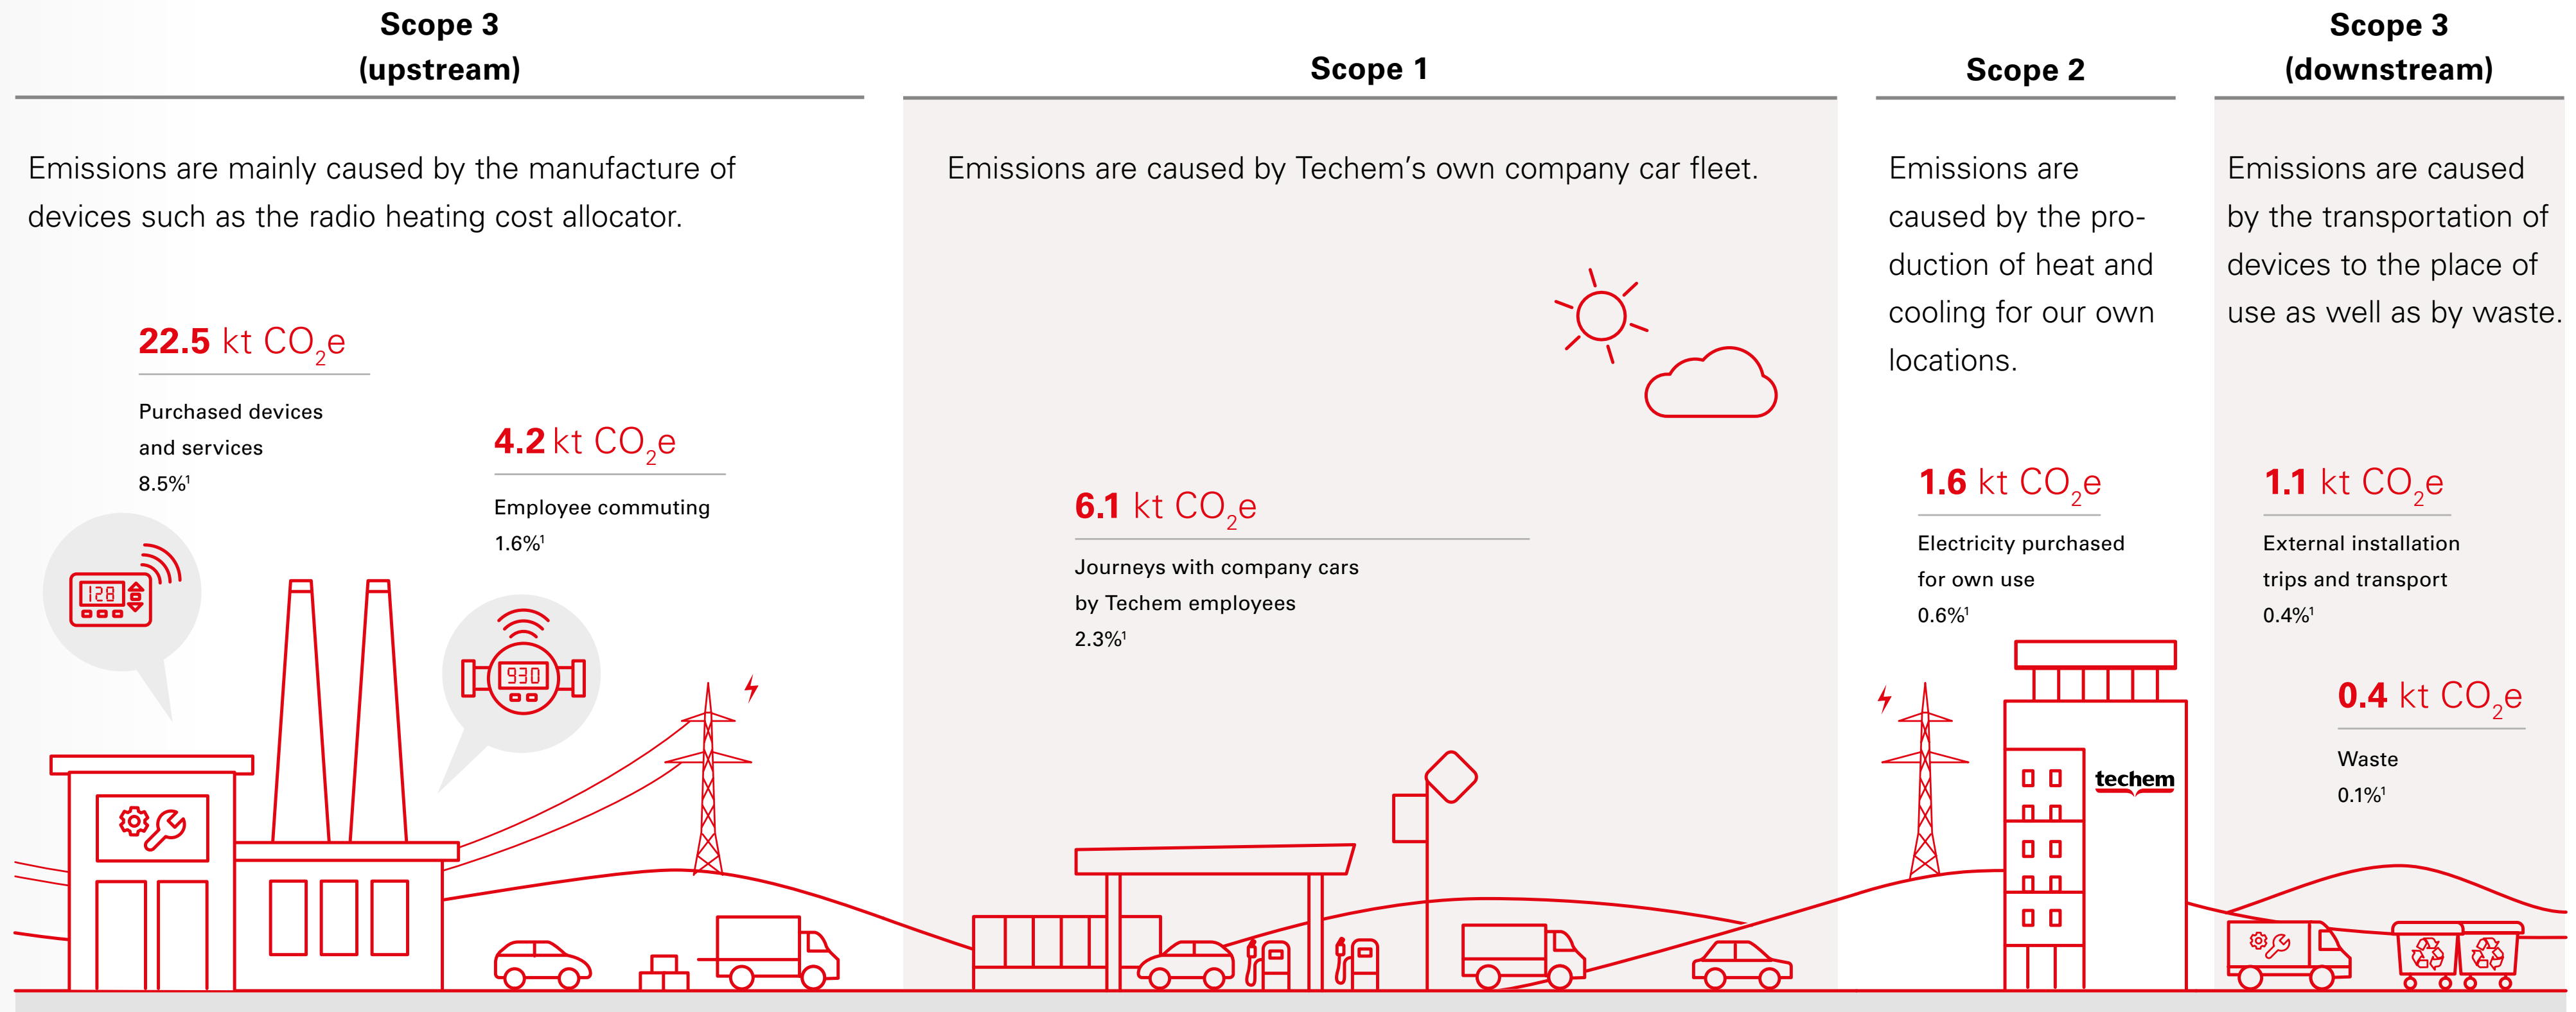 Scope 3
(upstream)
Emissions are mainly caused by the manufacture of
devices such as the radio heating cost allocator.
22.5 kt CO₂e
Purchased devices
and services
8.5%¹
4.2 kt CO₂e
Employee commuting
1.6%¹
128
930
Scope 1
Emissions are caused by Techem’s own company car fleet.
6.1 kt CO₂e
Journeys with company cars
by Techem employees
2.3%¹
Scope 2
Emissions are
caused by the pro-
duction of heat and
cooling for our own
locations.
1.6 kt CO₂e
Electricity purchased
for own use
0.6%¹
techem
Scope 3
(downstream)
Emissions are caused
by the transportation of
devices to the place of
use as well as by waste.
1.1 kt CO₂e
External installation
trips and transport
0.4%¹
0.4 kt CO₂e
Waste
0.1%¹